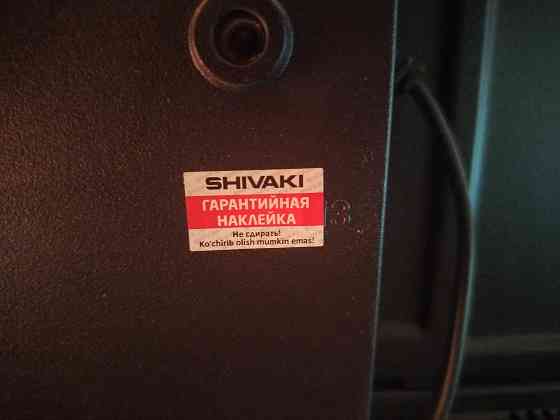 SHIVAKI
ГАРАНТИЙНАЯ
НАКЛЕЙКА
Не сдирать!
Ko'chirib olish mumkin emas!